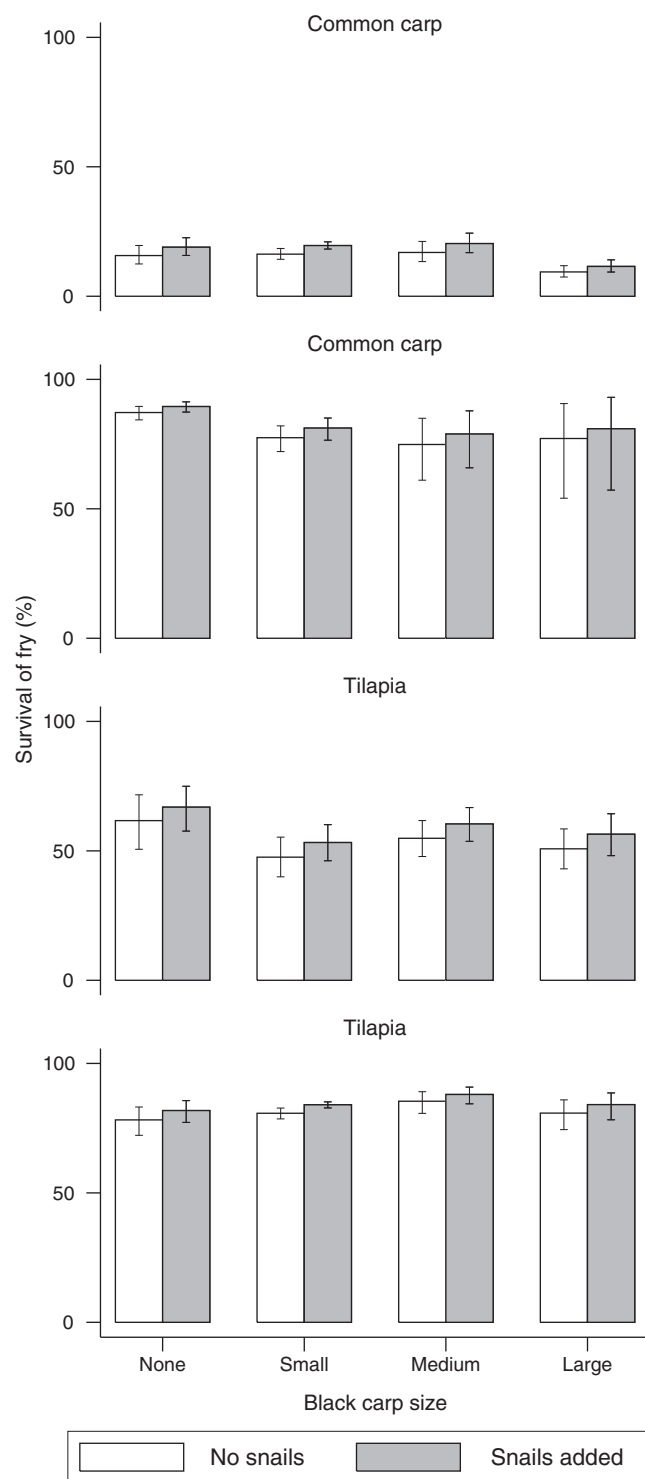 Common carp
100
50
0
Common carp
100
50
0
Survival of fry (%)
Tilapia
100
50
0
Tilapia
100
50
0
None Small Medium Large
Black carp size
No snails Snails added